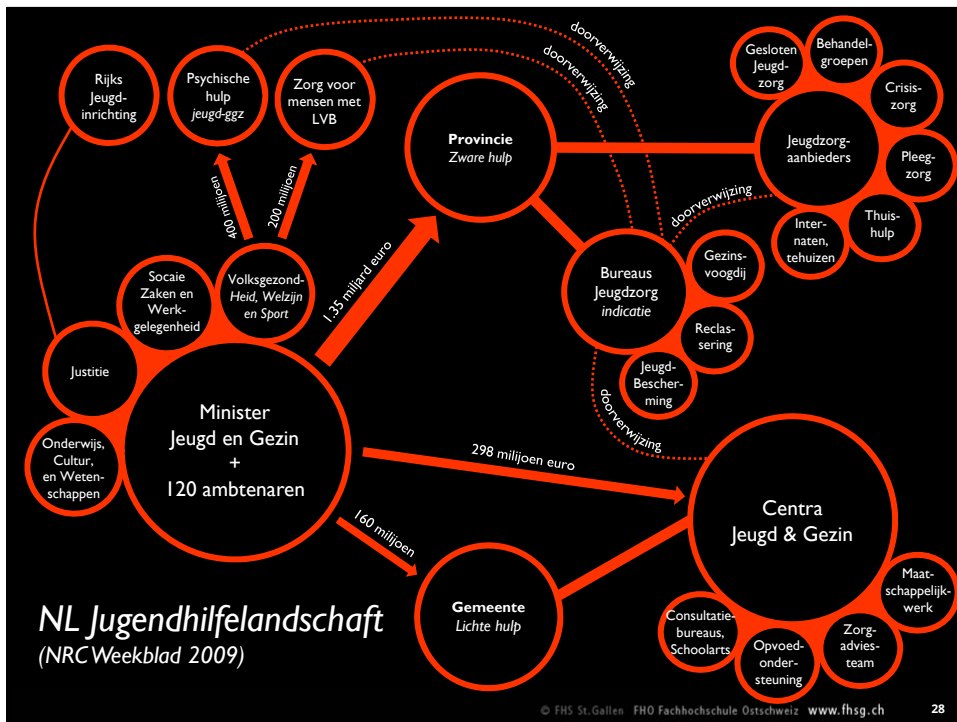 Rijks
Jeugd-
inrichting
Psychische
hulp
jeugd-ggz
Zorg voor
mensen met
LVB
doorverwijzing
doorverwijzing
Provincie
Zware hulp
Gesloten
Jeugd-
zorg
Behandel-
groepen
Crisis-
zorg
Jeugdzorg-
aanbieders
Pleeg-
zorg
Thuis-
hulp
Inter-
naten,
tehuizen
doorverwijzing
400 miljoen
200 milijoen
1.35 miljard euro
Socaie
Zaken en
Werk-
gelegenheid
Volksgezond-
Heid, Welzijn
en Sport
Bureaus
Jeugdzorg
indicatie
Gezins-
voogdij
Reclas-
sering
Jeugd-
Bescher-
ming
doorverwijzing
Justitie
Onderwijs,
Cultur,
en Weten-
schappen
Minister
Jeugd en Gezin
+
120 ambtenaren
298 milijoen euro
160 miljoen
Centra
Jeugd & Gezin
Gemeente
Lichte hulp
Maat-
schappelijk-
werk
Zorg-
advies-
team
Opvoed-
onder-
steuning
Consultatie-
bureaus,
Schoolarts
NL Jugendhilfelandschaft
(NRC Weekblad 2009)
© FHS St.Gallen FHO Fachhochschule Ostschweiz www.fhsg.ch 28